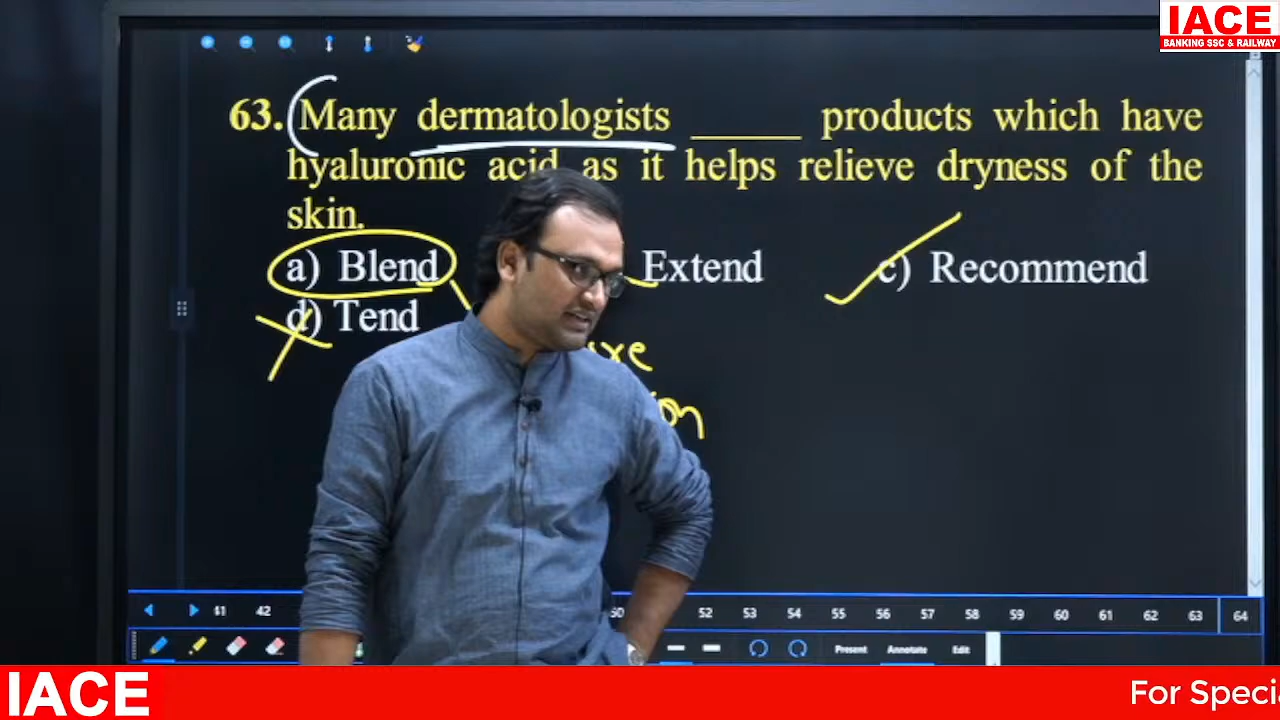 IACE
BANKING SSC & RAILWAY
63. Many dermatologists _____ products which have
hyaluronic acid as it helps relieve dryness of the
skin.
a) Blend Extend c) Recommend
d) Tend
41 42 52 53 54 55 56 57 58 59 60 61 62 63 64
Present Annotate Edit
IACE For Speci